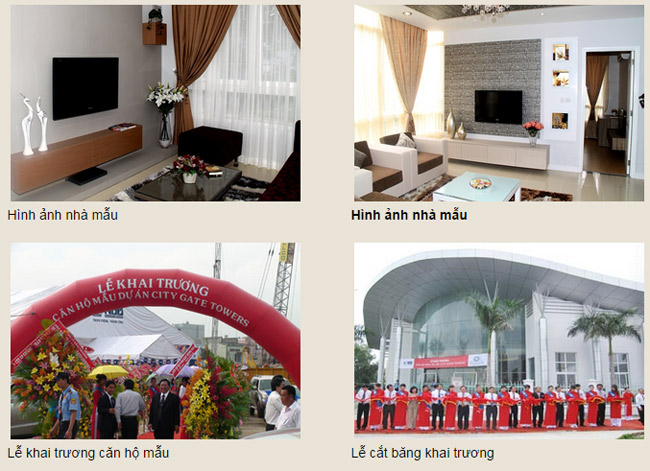 Hình ảnh nhà mẫu
Hình ảnh nhà mẫu
LỄ KHAI TRƯƠNG
CĂN HỘ MẪU DỰ ÁN CITY GATE TOWERS
Lễ khai trương căn hộ mẫu
Lễ cắt băng khai trương